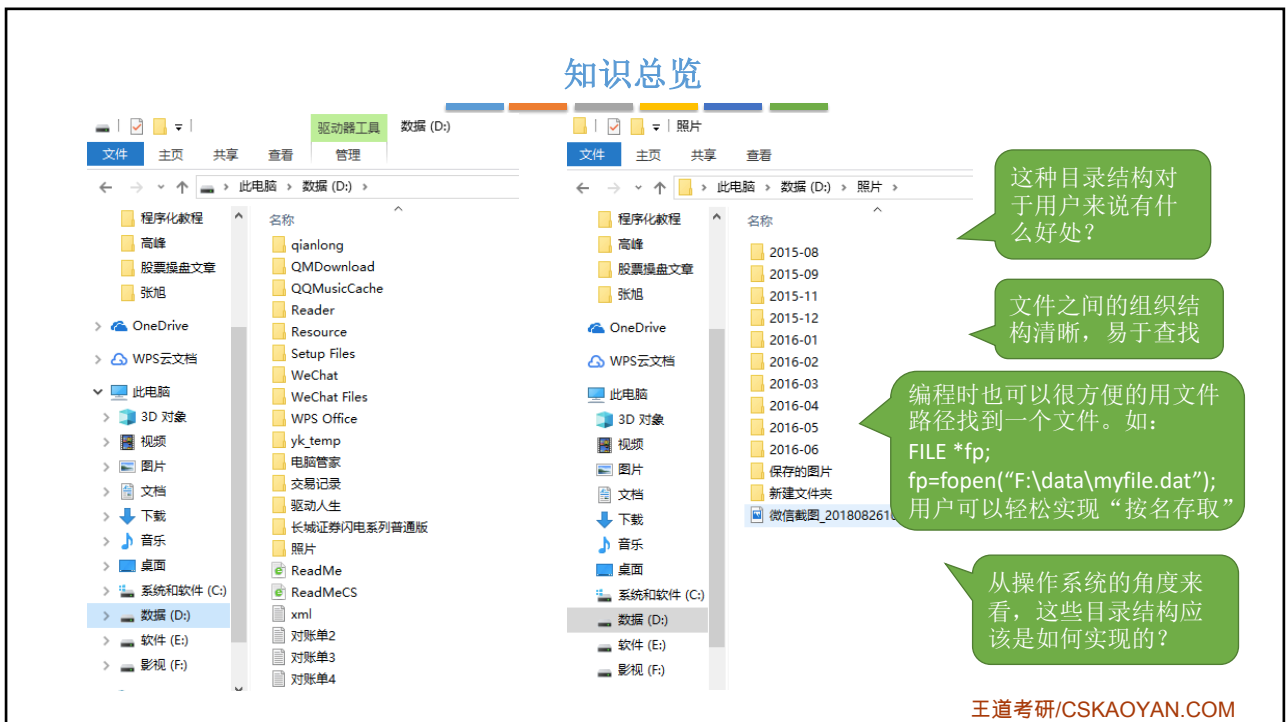 知识总览
驱动器工具 数据 (D:)
文件 主页 共享 查看 管理
此电脑 › 数据 (D:) ›
程序化教程
高峰
股票操盘文章
张旭
OneDrive
WPS云文档
此电脑
3D 对象
视频
图片
文档
下载
音乐
桌面
系统和软件 (C:)
数据 (D:)
软件 (E:)
影视 (F:)
名称
qianlong
QMDownload
QQMusicCache
Reader
Resource
Setup Files
WeChat
WeChat Files
WPS Office
yk_temp
电脑管家
交易记录
驱动人生
长城证券闪电系列普通版
照片
ReadMe
ReadMeCS
xml
对账单2
对账单3
对账单4
照片
文件 主页 共享 查看
此电脑 › 数据 (D:) › 照片 ›
程序化教程
高峰
股票操盘文章
张旭
OneDrive
WPS云文档
此电脑
3D 对象
视频
图片
文档
下载
音乐
桌面
系统和软件 (C:)
数据 (D:)
软件 (E:)
影视 (F:)
名称
2015-08
2015-09
2015-11
2015-12
2016-01
2016-02
2016-03
2016-04
2016-05
2016-06
保存的图片
新建文件夹
微信截图_201808261
这种目录结构对
于用户来说有什
么好处？
文件之间的组织结
构清晰，易于查找
编程时也可以很方便的用文件
路径找到一个文件。如：
FILE *fp;
fp=fopen(“F:\data\myfile.dat”);
用户可以轻松实现“按名存取”
从操作系统的角度来
看，这些目录结构应
该是如何实现的？
王道考研/CSKAOYAN.COM